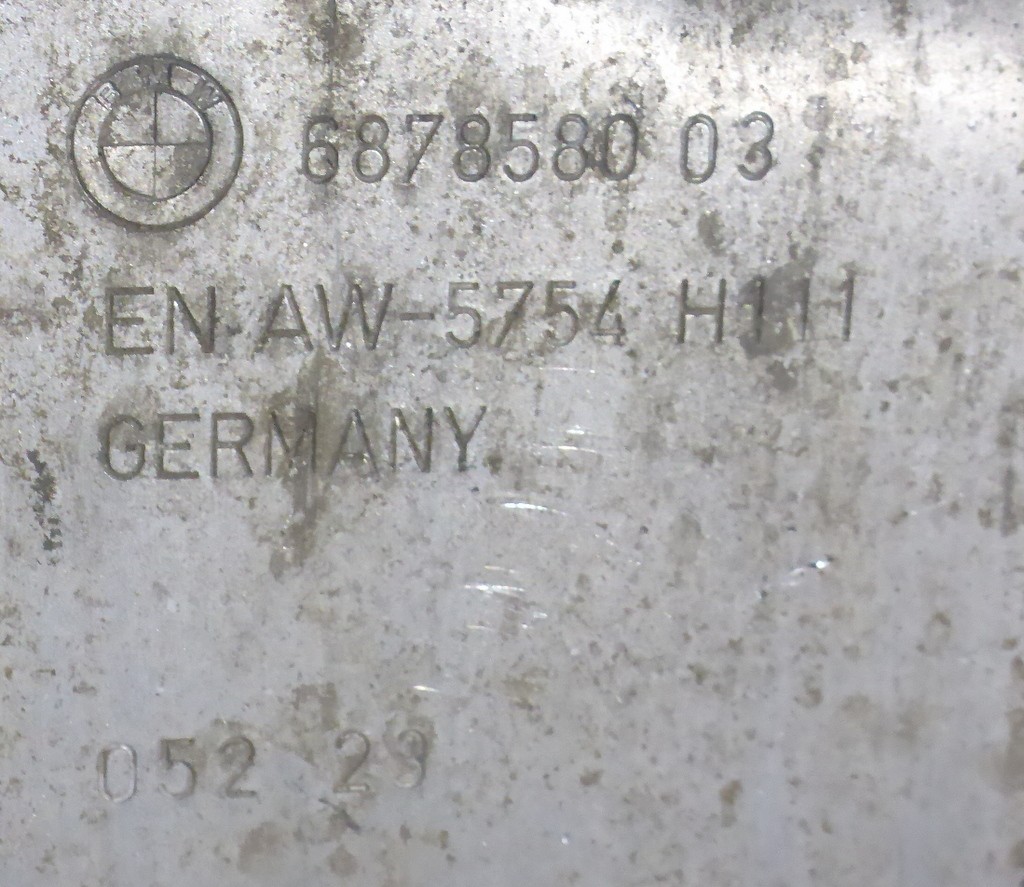 BMW 6878580 03
EN AW-5754 H111
GERMANY
052 23